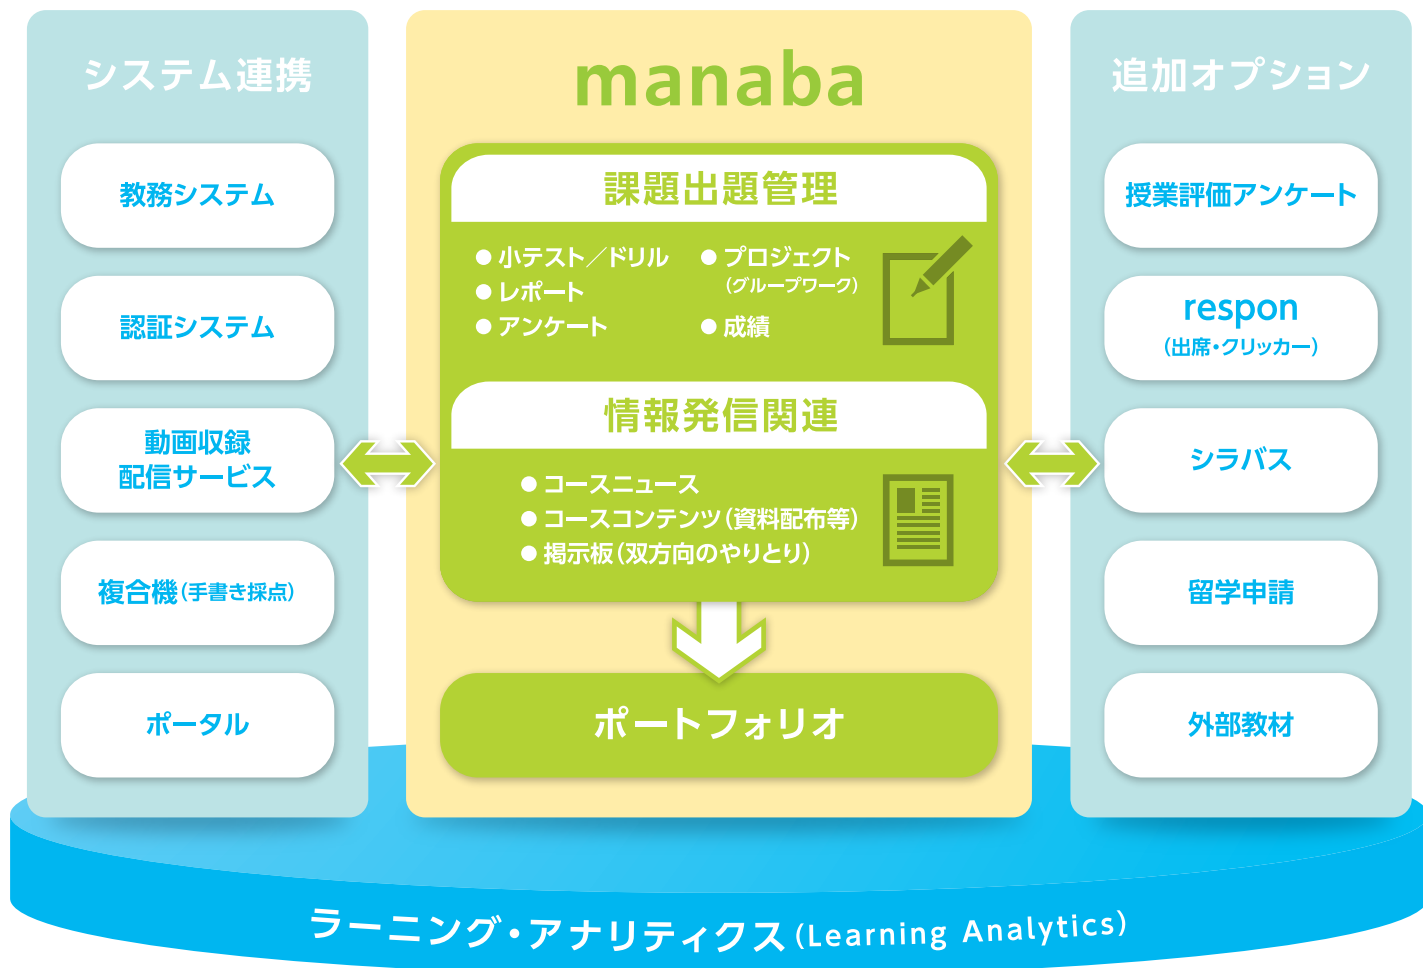 システム連携
教務システム
認証システム
動画収録
配信サービス
複合機(手書き採点)
ポータル
manaba
課題出題管理
● 小テスト／ドリル
● レポート
● アンケート
● プロジェクト
(グループワーク)
● 成績
情報発信関連
● コースニュース
● コースコンテンツ(資料配布等)
● 掲示板(双方向のやりとり)
ポートフォリオ
追加オプション
授業評価アンケート
respon
(出席・クリッカー)
シラバス
留学申請
外部教材
ラーニング・アナリティクス(Learning Analytics)